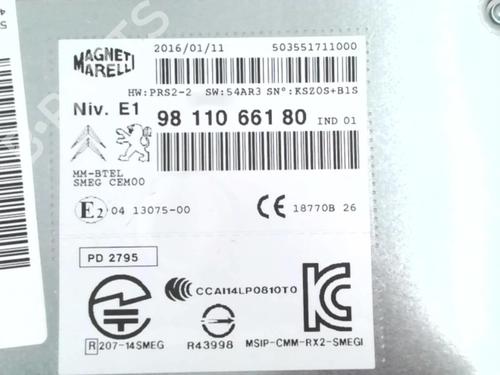 MAGNETI MARELLI
2016/01/11 503551711000
HW:PRS2-2 SW:54AR3 SN°:KSZ0S+B1S
Niv. E1 98 110 661 80 IND 01
MM-BTEL
SMEG CEM00
E2 04 13075-00 CE 18770B 26
PD 2795
CCAI14LP0810T0
R 207-14SMEG R43998 MSIP-CMM-RX2-SMEGI